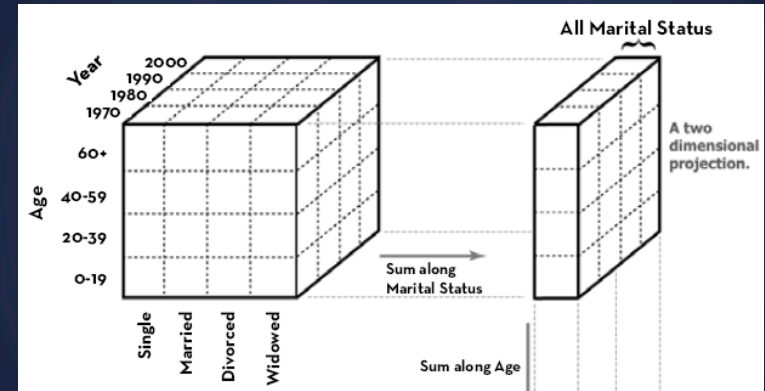 All Marital Status
Year
2000
1990
1980
1970
Age
60+
40-59
20-39
0-19
A two
dimensional
projection.
Sum along
Marital Status
Single
Married
Divorced
Widowed
Sum along Age